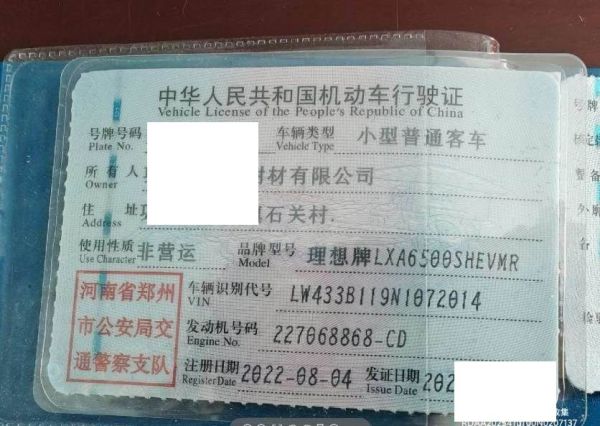 中华人民共和国机动车行驶证
Vehicle License of the People's Republic of China
号牌号码 车辆类型 小型普通客车
Plate No. Vehicle Type
所有人 材有限公司
Owner
住址 石关村.
Address
使用性质 非营运 品牌型号 理想牌LXA6500SHEVMR
Use Character Model
河南省郑州
市公安局交
通警察支队
车辆识别代号 LW433B119N1072014
VIN
发动机号码 227068868-CD
Engine No.
注册日期 2022-08-04 发证日期 202
Register Date Issue Date
号牌